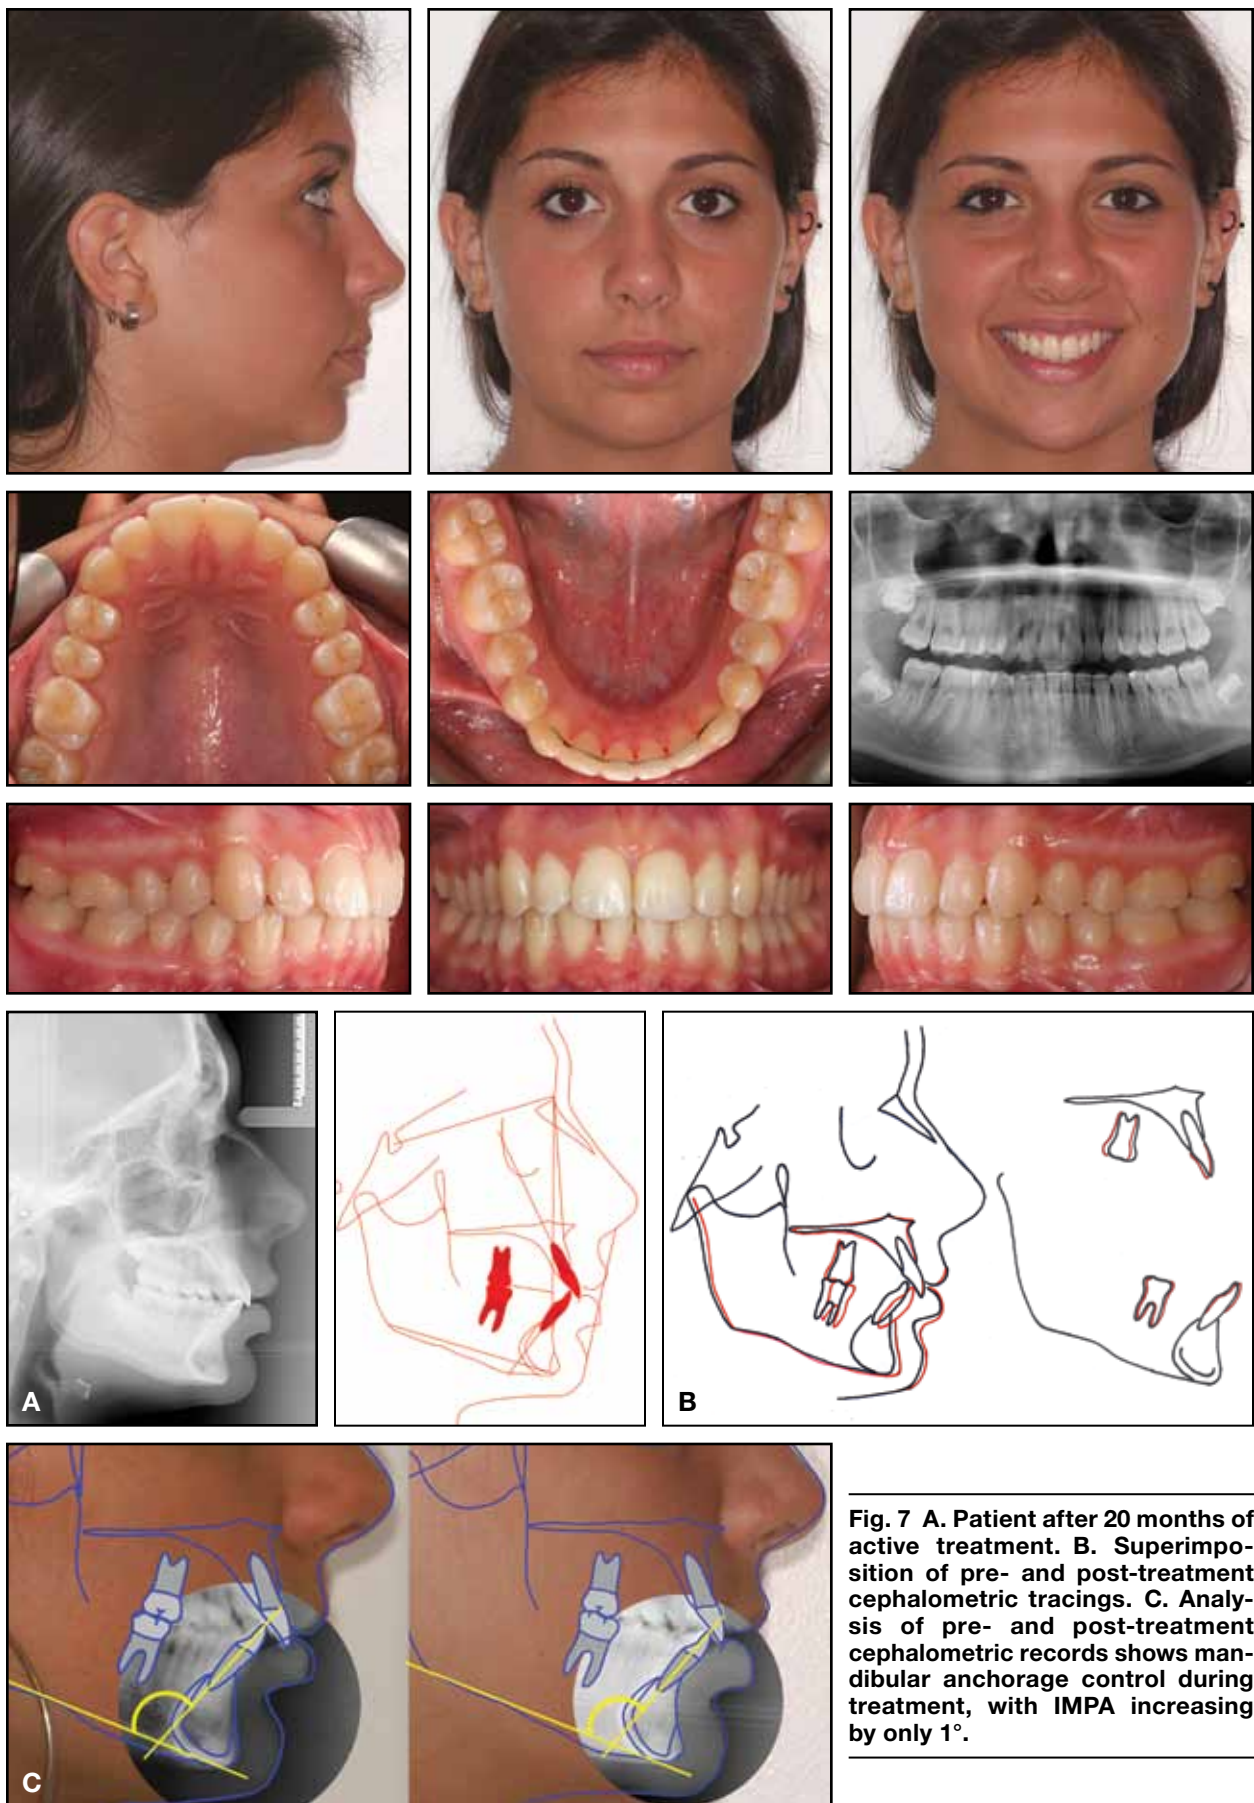 A
B
C
Fig. 7 A. Patient after 20 months of
active treatment. B. Superimpo-
sition of pre- and post-treatment
cephalometric tracings. C. Analy-
sis of pre- and post-treatment
cephalometric records shows man-
dibular anchorage control during
treatment, with IMPA increasing
by only 1°.